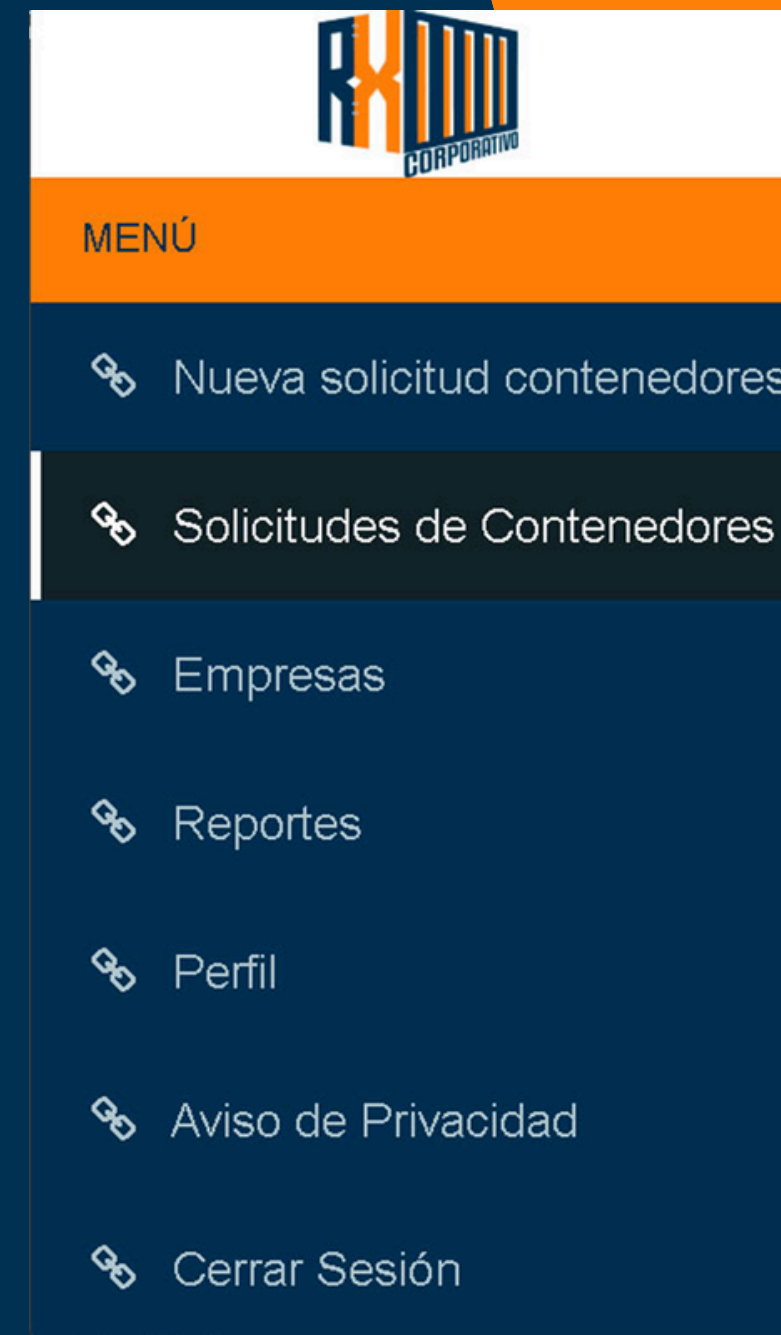 RX
CORPORATIVO
MENÚ
Nueva solicitud contenedores
Solicitudes de Contenedores
Empresas
Reportes
Perfil
Aviso de Privacidad
Cerrar Sesión